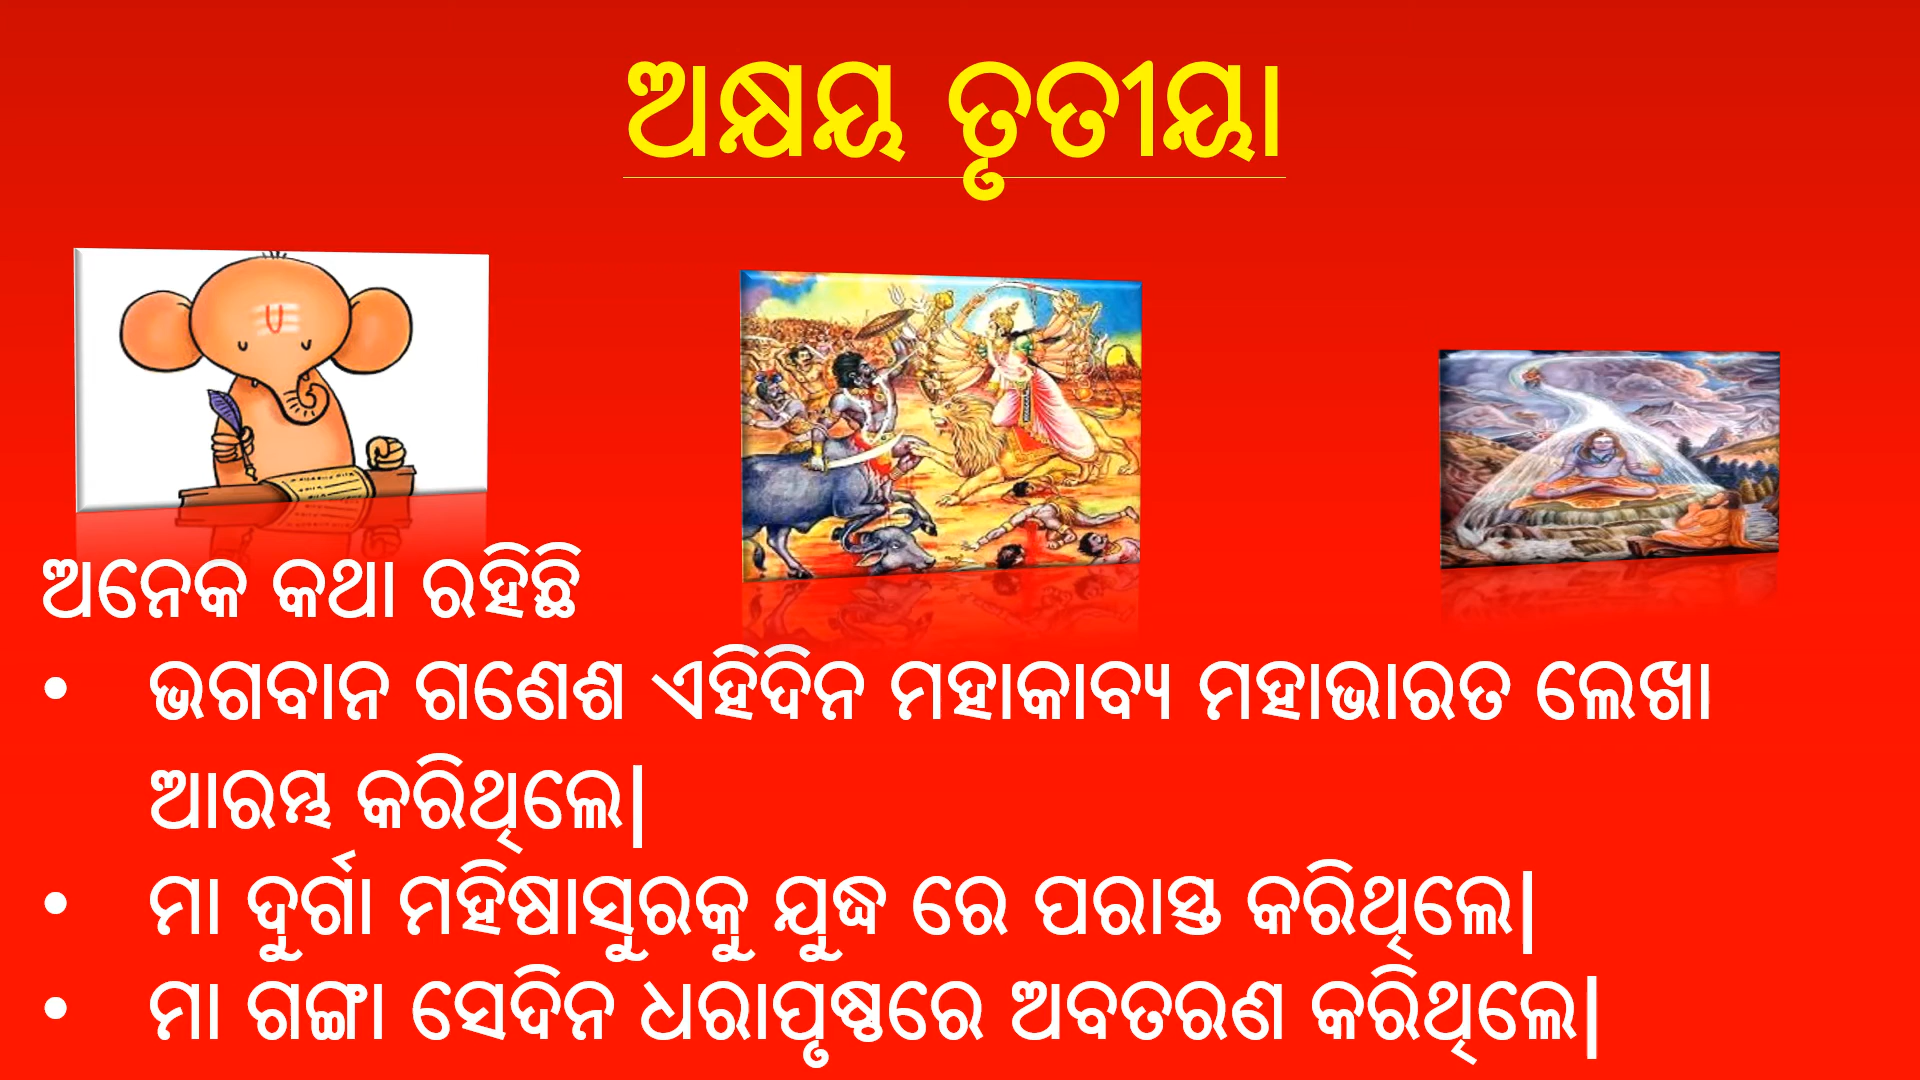 ଅକ୍ଷୟ ତୃତୀୟା
ଅନେକ କଥା ରହିଛି
• ଭଗବାନ ଗଣେଶ ଏହିଦିନ ମହାକାବ୍ୟ ମହାଭାରତ ଲେଖା
ଆରମ୍ଭ କରିଥିଲେ|
• ମା ଦୁର୍ଗା ମହିଷାସୁରକୁ ଯୁଦ୍ଧ ରେ ପରାସ୍ତ କରିଥିଲେ|
• ମା ଗଙ୍ଗା ସେଦିନ ଧରାପୃଷ୍ଠରେ ଅବତରଣ କରିଥିଲେ|